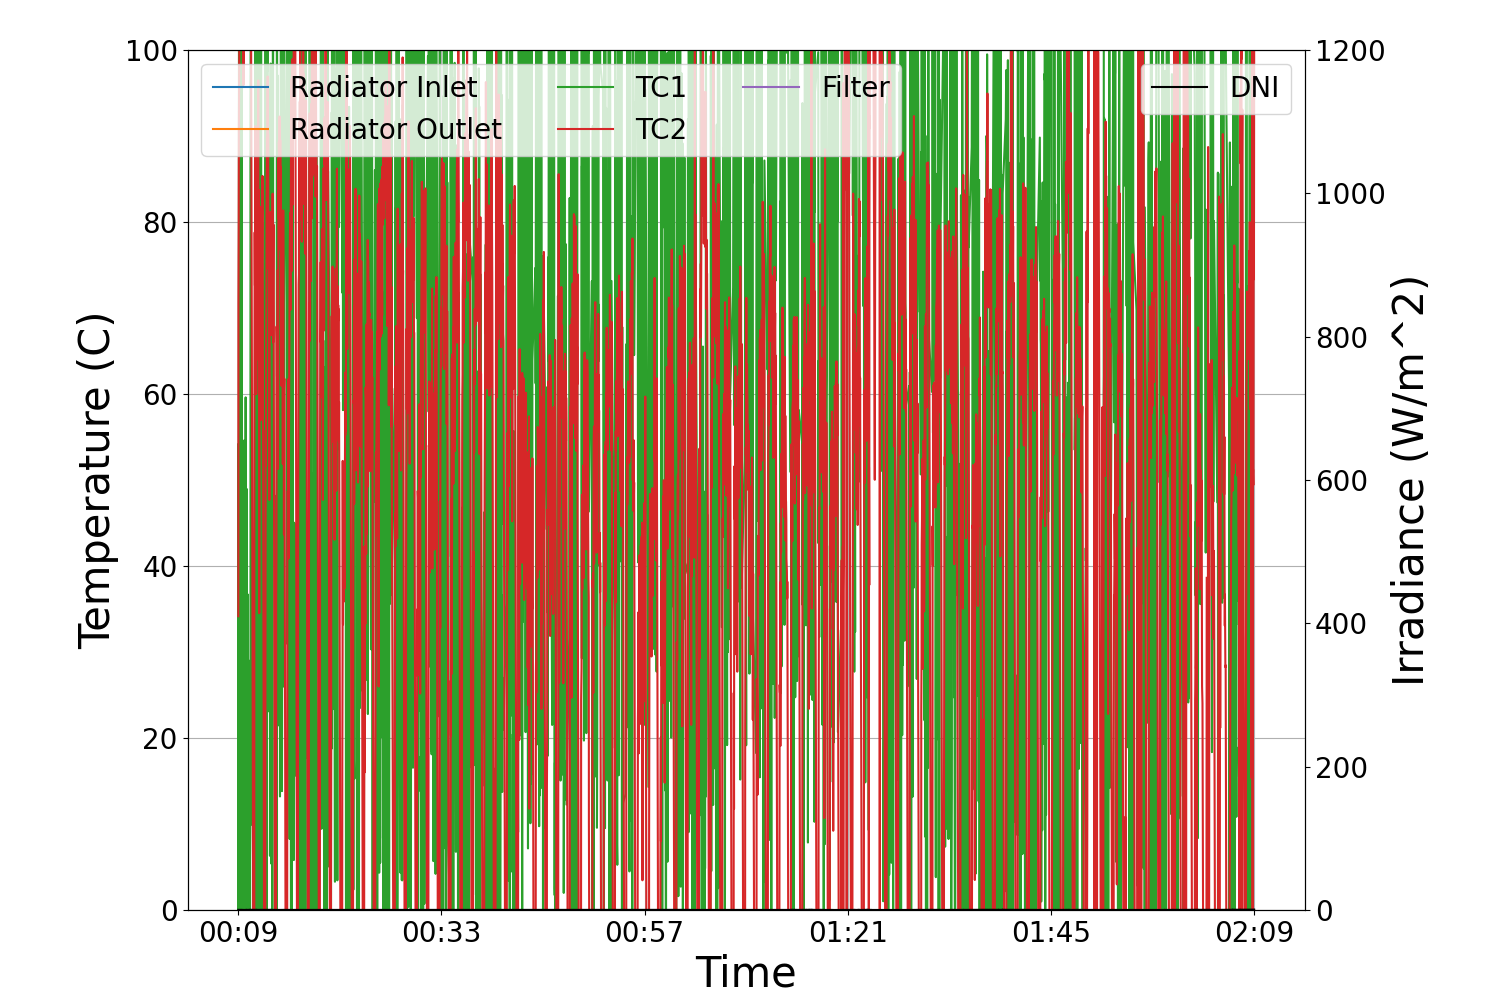 100
80
60
40
20
0
Temperature (C)
Radiator Inlet
Radiator Outlet
TC1
TC2
Filter
DNI
1200
1000
800
600
400
200
0
Irradiance (W/m^2)
00:09
00:33
00:57
01:21
01:45
02:09
Time